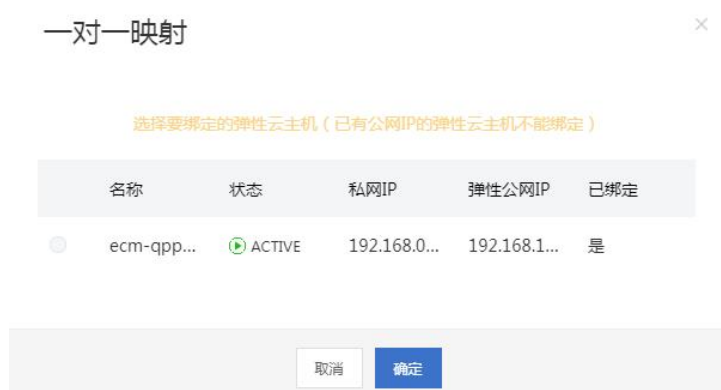 一对一映射
选择要绑定的弹性云主机（已有公网IP的弹性云主机不能绑定）
名称 状态 私网IP 弹性公网IP 已绑定
ecm-qpp... ACTIVE 192.168.0... 192.168.1... 是
取消 确定